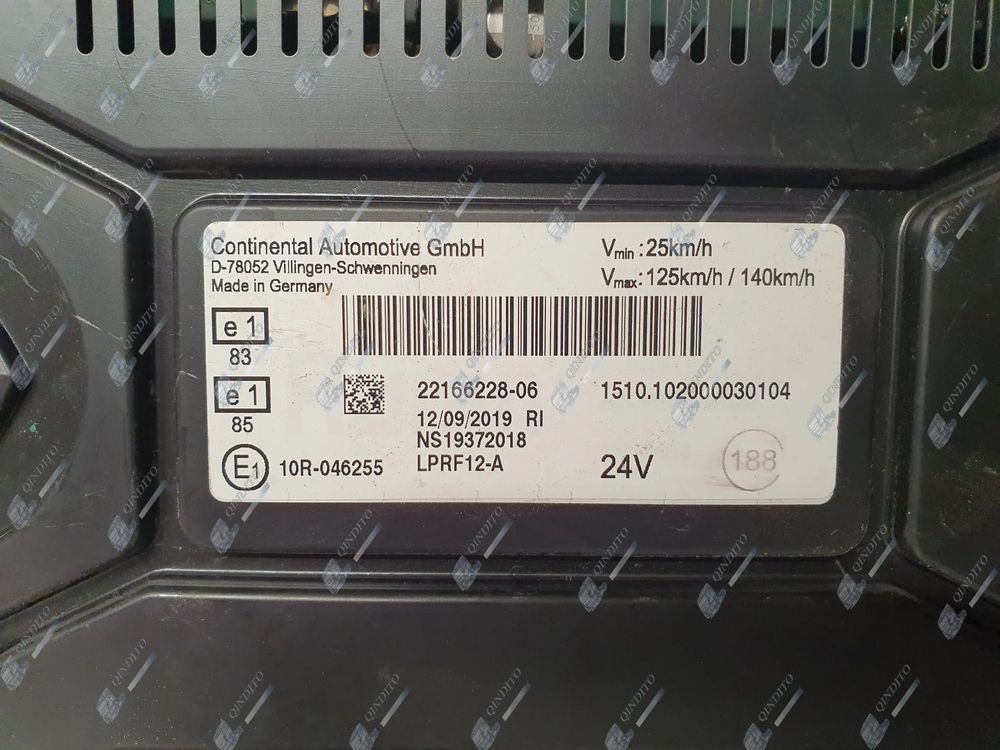 Continental Automotive GmbH
D-78052 Villingen-Schwenningen
Made in Germany
Vmin :25km/h
Vmax: 125km/h / 140km/h
e 1
83
e 1
85
22166228-06
1510.102000030104
12/09/2019 RI
NS19372018
LPRF12-A
E1 10R-046255
24V
188
QINDITO